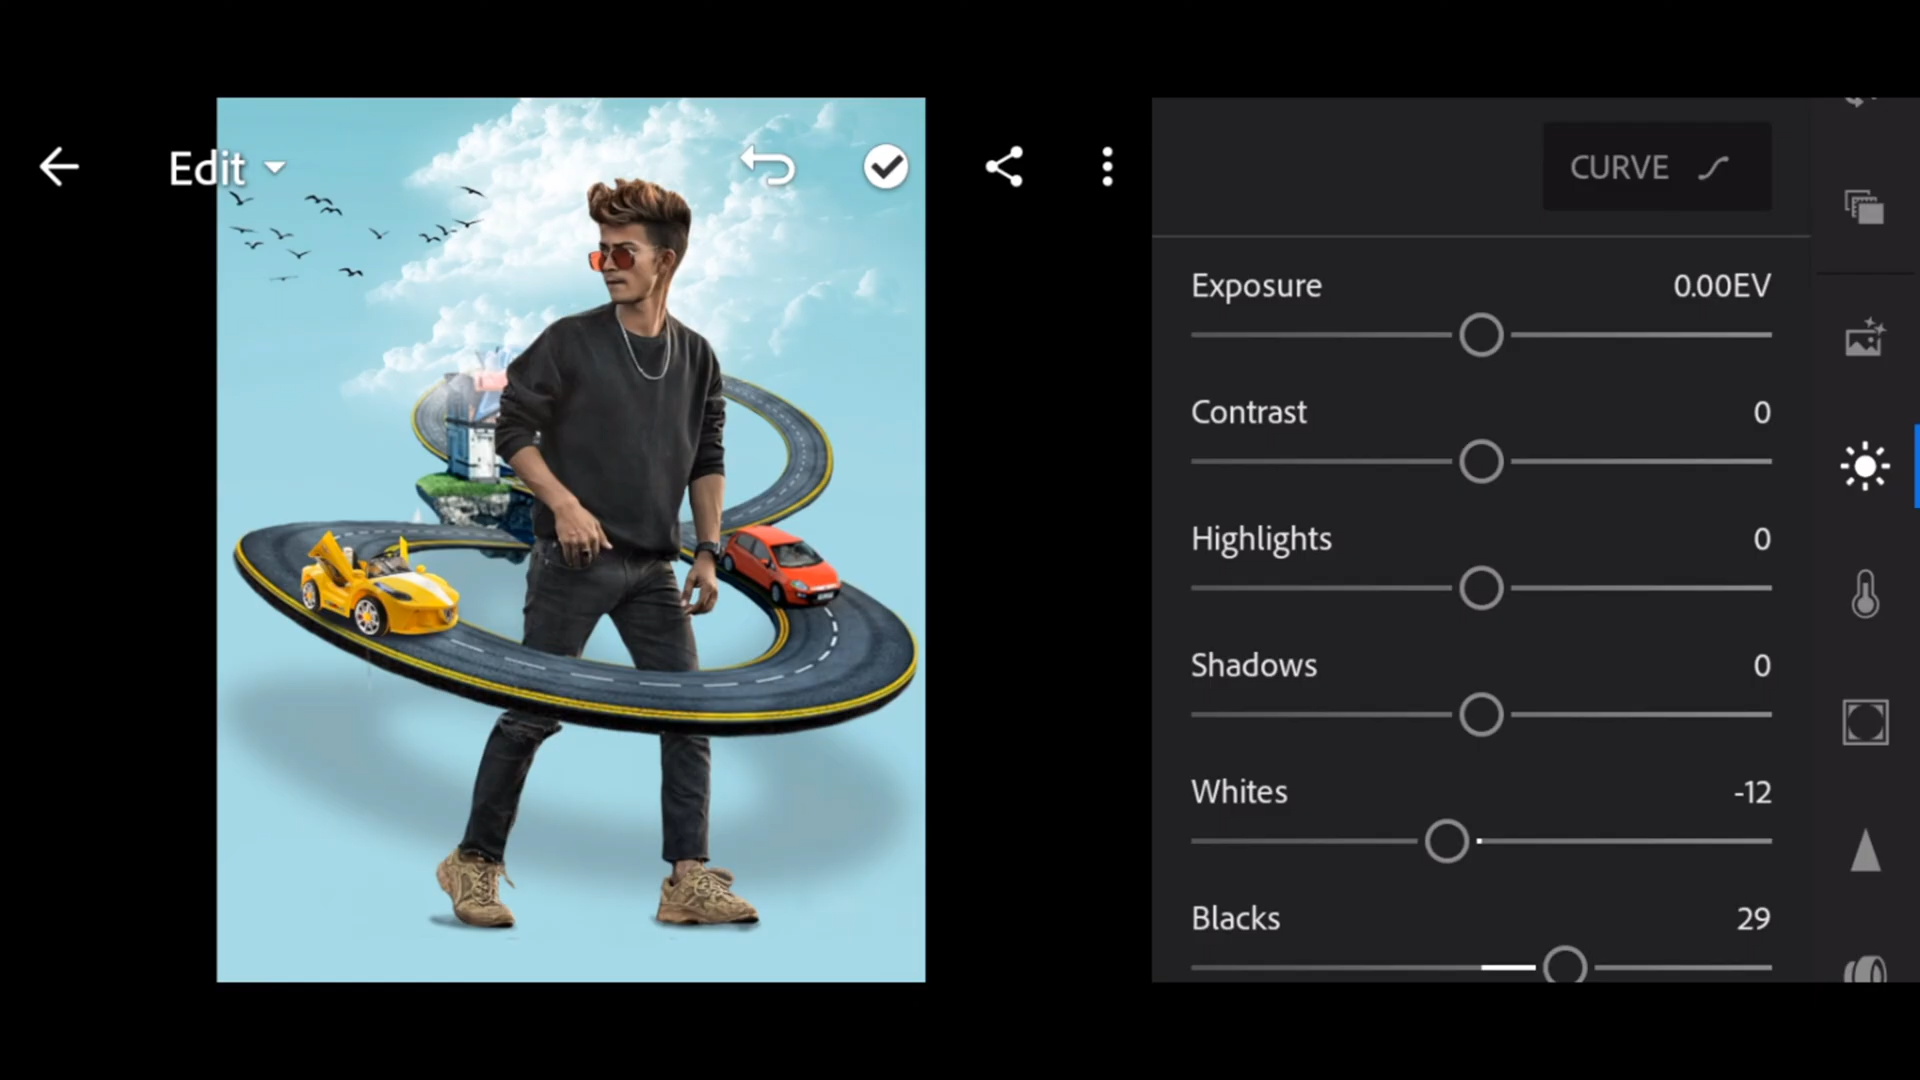 Edit
CURVE
Exposure 0.00EV
Contrast 0
Highlights 0
Shadows 0
Whites -12
Blacks 29